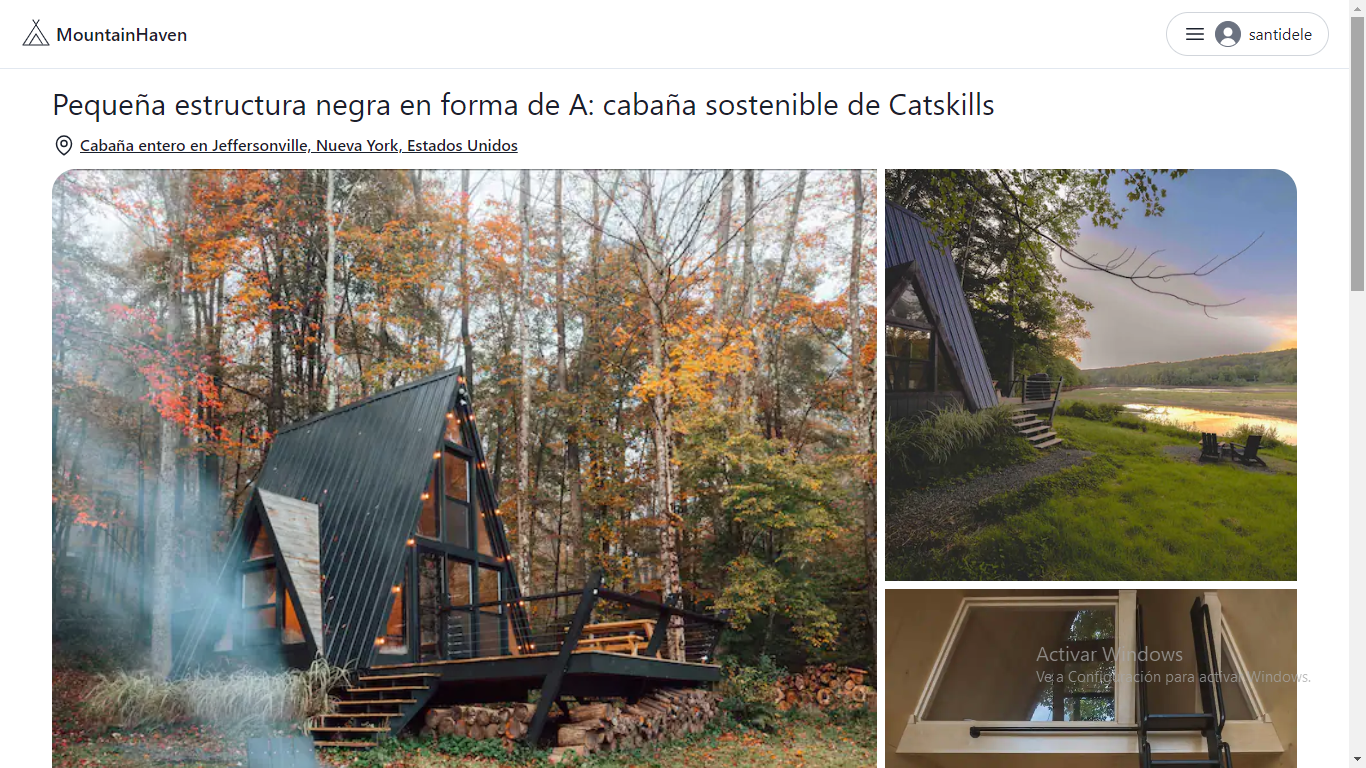 MountainHaven
santidele
Pequeña estructura negra en forma de A: cabaña sostenible de Catskills
Cabaña entero en Jeffersonville, Nueva York, Estados Unidos
Activar Windows
Ve a Configuración para activar Windows.